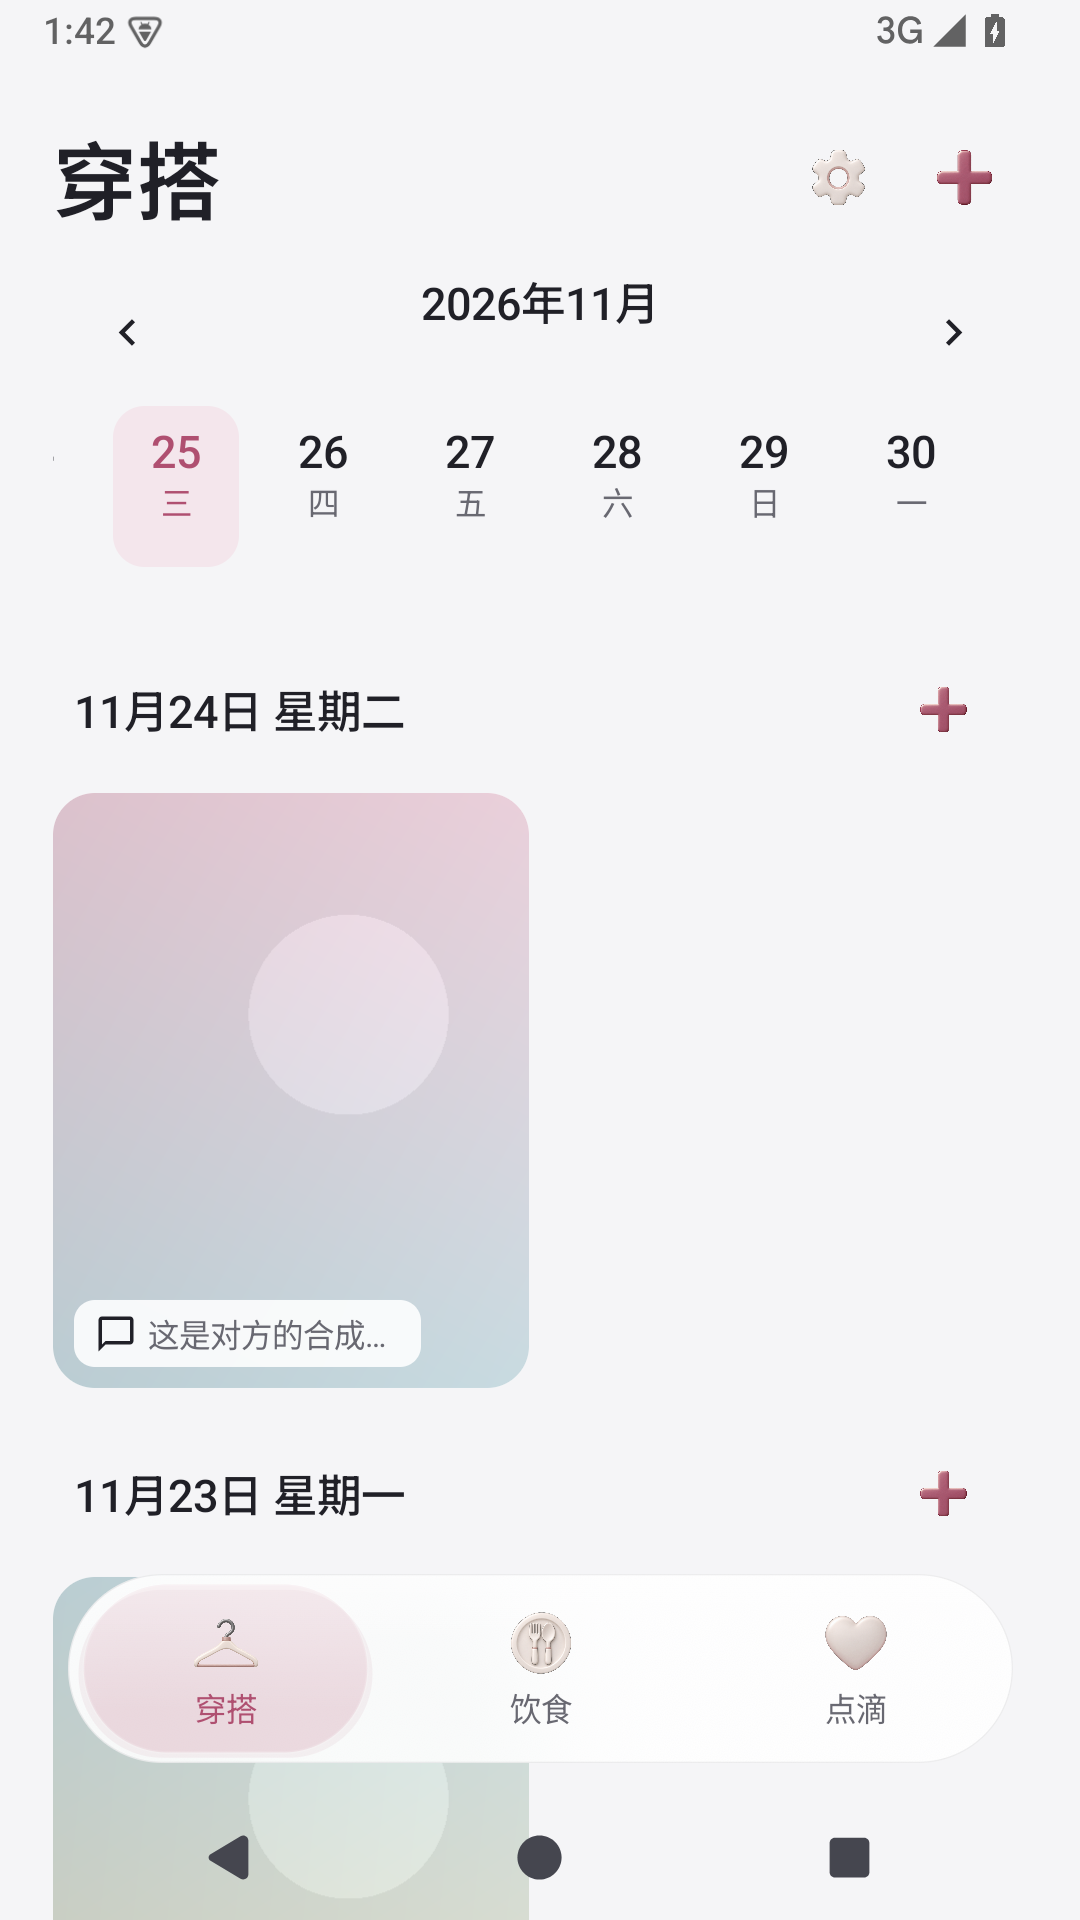 1:42 3G
穿搭
2026年11月
25 26 27 28 29 30
三 四 五 六 日 一
11月24日 星期二
这是对方的合成...
11月23日 星期一
穿搭 饮食 点滴